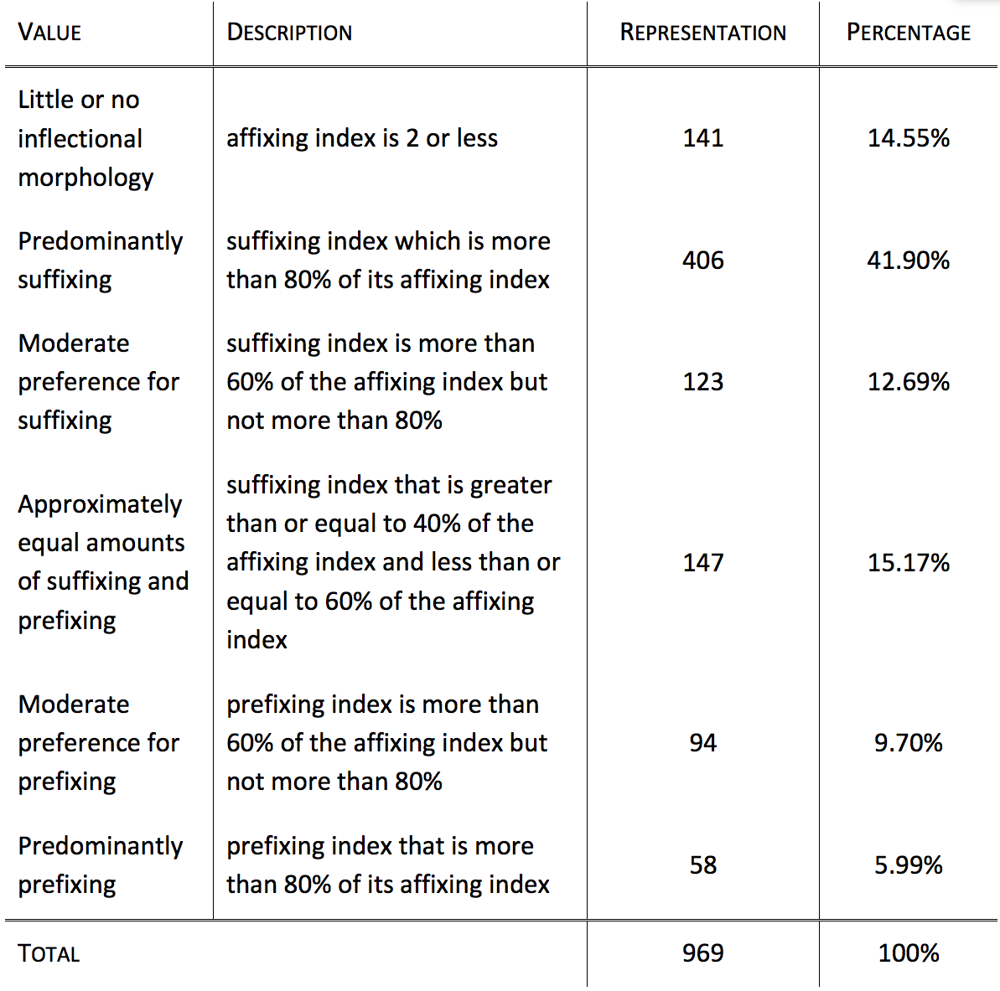 VALUE DESCRIPTION REPRESENTATION PERCENTAGE
Little or no
inflectional
morphology
affixing index is 2 or less
141
14.55%
Predominantly
suffixing
suffixing index which is more
than 80% of its affixing index
406
41.90%
Moderate
preference for
suffixing
suffixing index is more than
60% of the affixing index but
not more than 80%
123
12.69%
Approximately
equal amounts
of suffixing and
prefixing
suffixing index that is greater
than or equal to 40% of the
affixing index and less than or
equal to 60% of the affixing
index
147
15.17%
Moderate
preference for
prefixing
prefixing index is more than
60% of the affixing index but
not more than 80%
94
9.70%
Predominantly
prefixing
prefixing index that is more
than 80% of its affixing index
58
5.99%
TOTAL 969 100%